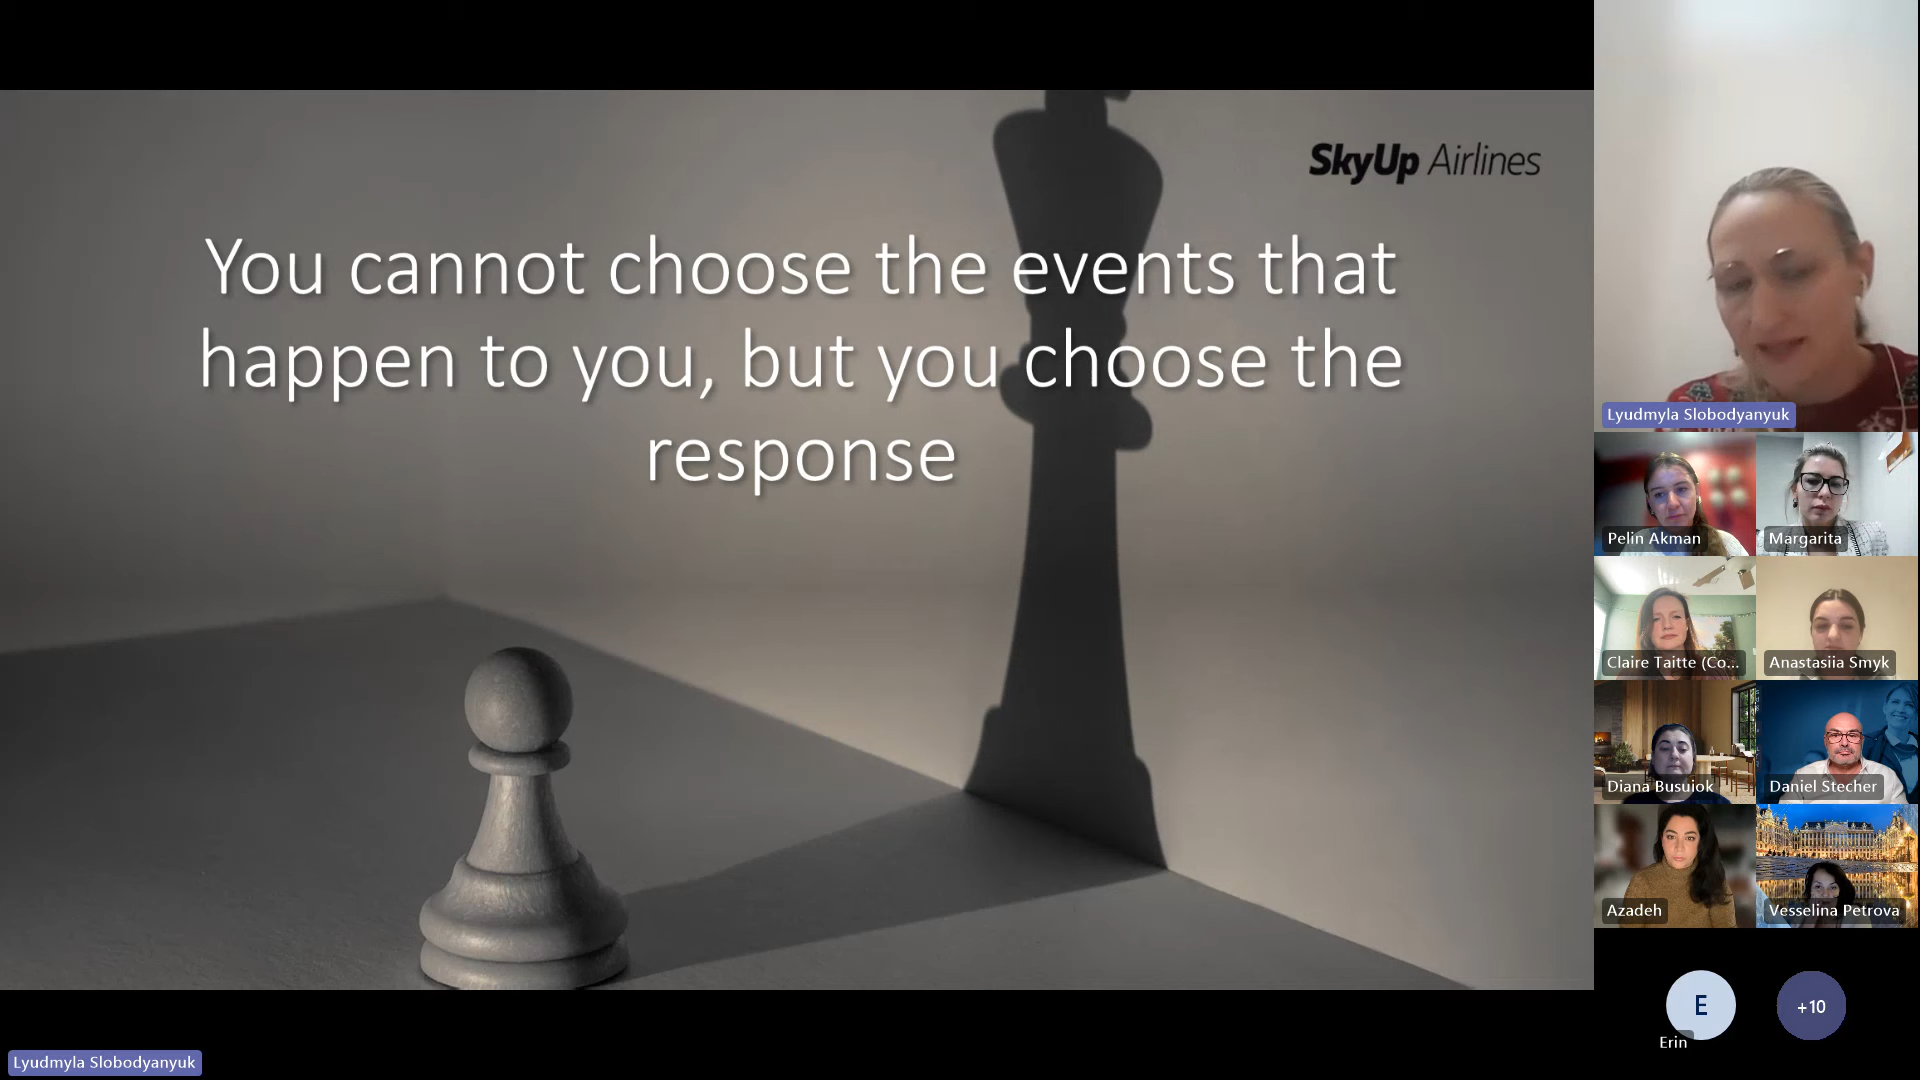 SkyUp Airlines
You cannot choose the events that
happen to you, but you choose the
response
Lyudmyla Slobodyanyuk
Pelin Akman
Margarita
Claire Taitte (Co...
Anastasiia Smyk
Diana Busuiok
Daniel Stecher
Azadeh
Vesselina Petrova
E
+10
Erin
Lyudmyla Slobodyanyuk